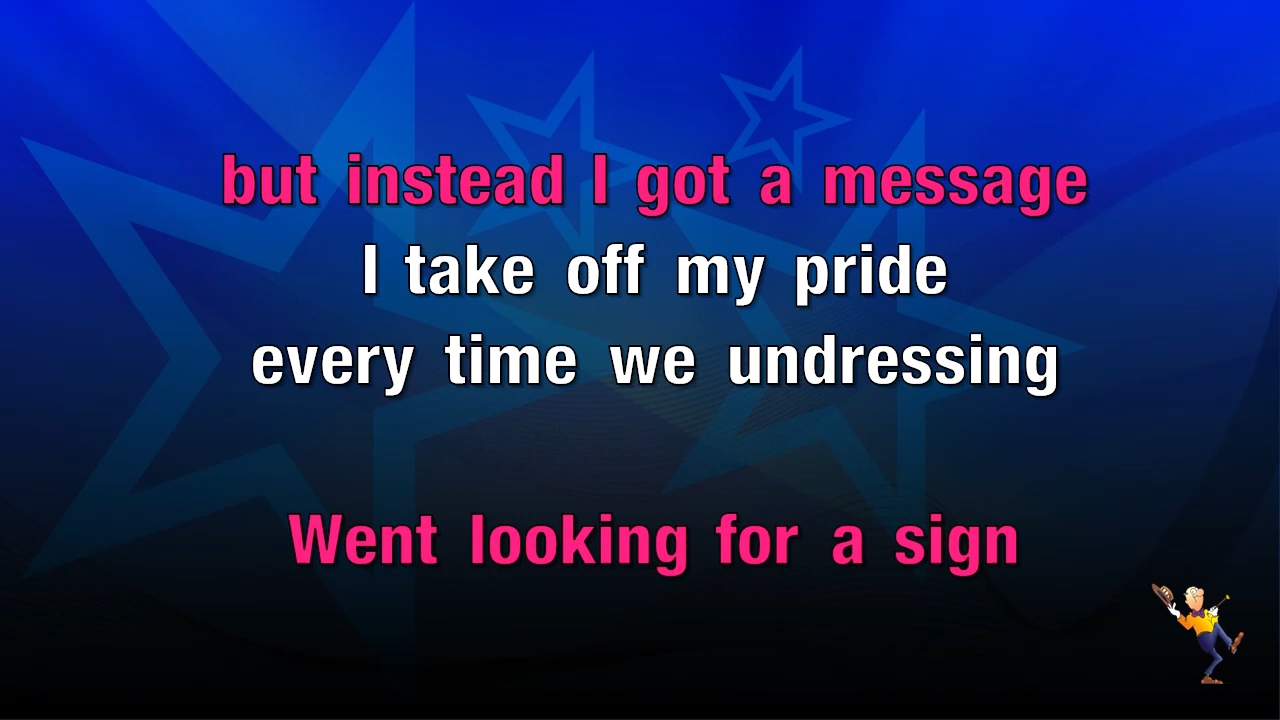 but instead I got a message
I take off my pride
every time we undressing
Went looking for a sign